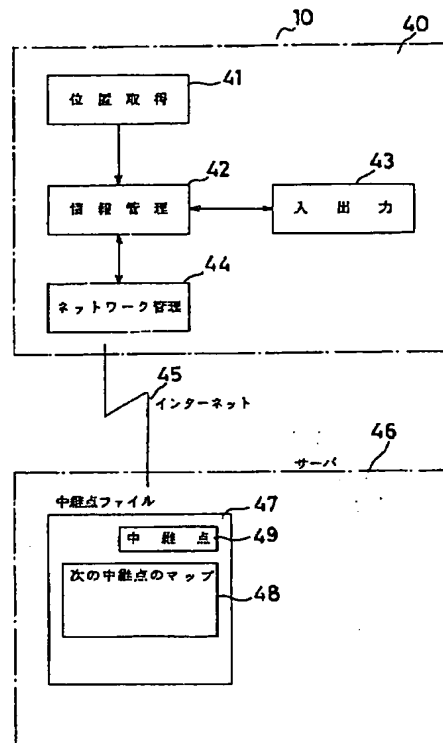 10
40
41
位置取得
42
情報管理
43
入出力
44
ネットワーク管理
45
インターネット
サーバ
46
中継点ファイル
47
中継点
49
次の中継点のマップ
48